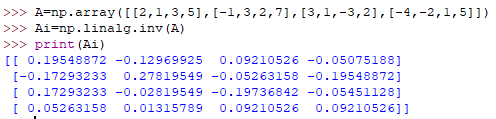 >>> A=np.array([[2,1,3,5],[-1,3,2,7],[3,1,-3,2],[-4,-2,1,5]])
>>> Ai=np.linalg.inv(A)
>>> print(Ai)
[[ 0.19548872 -0.12969925  0.09210526 -0.05075188]
 [-0.17293233  0.27819549 -0.05263158 -0.19548872]
 [ 0.17293233 -0.02819549 -0.19736842 -0.05451128]
 [ 0.05263158  0.01315789  0.09210526  0.09210526]]